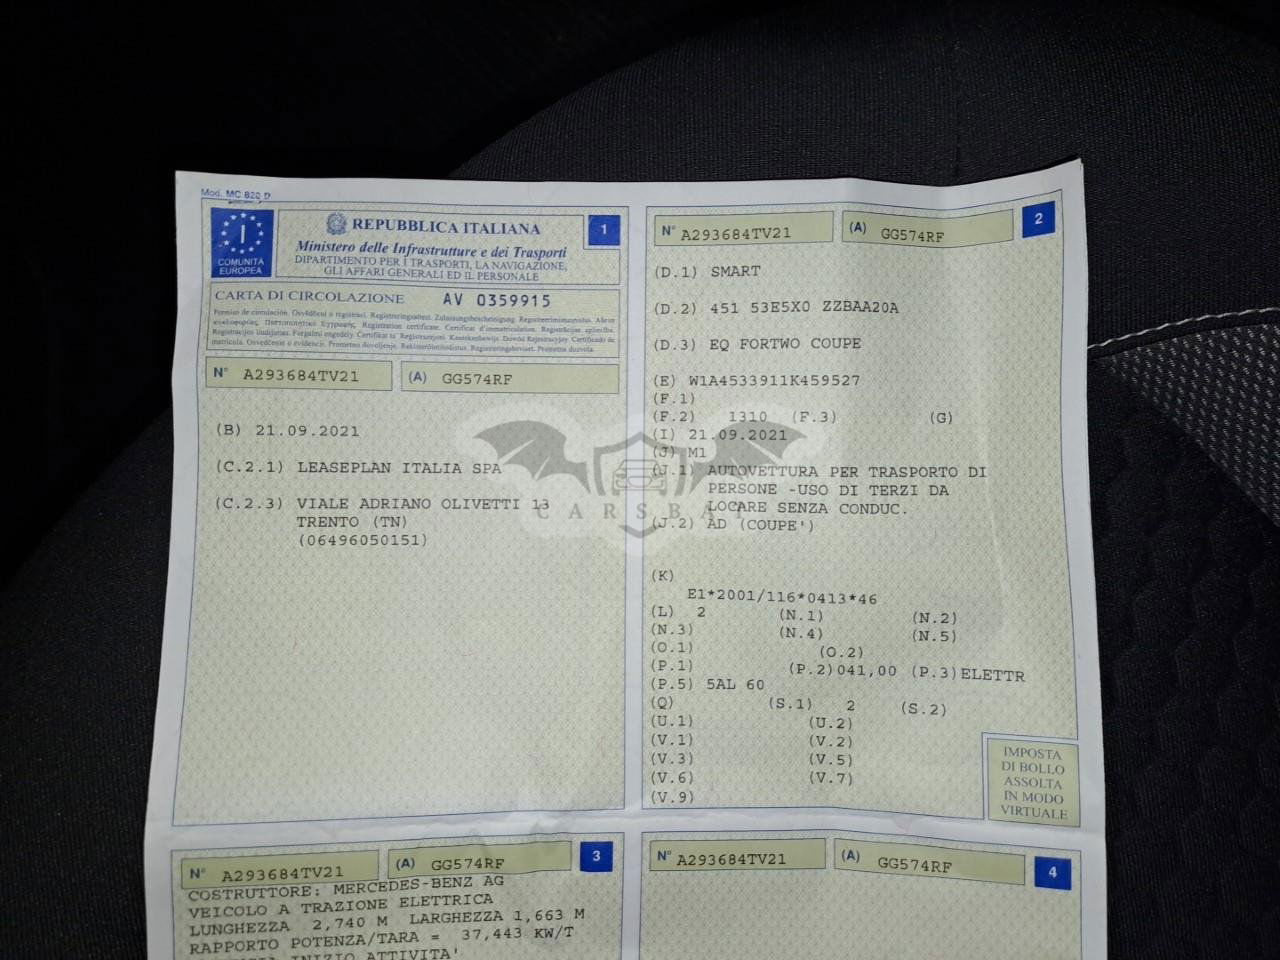 Mod. MC 820 D
I
COMUNITÀ
EUROPEA
REPUBBLICA ITALIANA
Ministero delle Infrastrutture e dei Trasporti
DIPARTIMENTO PER I TRASPORTI, LA NAVIGAZIONE,
GLI AFFARI GENERALI ED IL PERSONALE
1
CARTA DI CIRCOLAZIONE AV 0359915
N° A293684TV21 (A) GG574RF
(B) 21.09.2021
(C.2.1) LEASEPLAN ITALIA SPA
(C.2.3) VIALE ADRIANO OLIVETTI 13
TRENTO (TN)
(06496050151)
N° A293684TV21 (A) GG574RF 2
(D.1) SMART
(D.2) 451 53E5X0 ZZBAA20A
(D.3) EQ FORTWO COUPE
(E) W1A4533911K459527
(F.1)
(F.2) 1310 (F.3) (G)
(I) 21.09.2021
(J) M1
(J.1) AUTOVETTURA PER TRASPORTO DI
PERSONE -USO DI TERZI DA
LOCARE SENZA CONDUC.
(J.2) AD (COUPE')
(K)
E1*2001/116*0413*46
(L) 2 (N.1) (N.2)
(N.3) (N.4) (N.5)
(O.1) (O.2)
(P.1) (P.2)041,00 (P.3)ELETTR
(P.5) 5AL 60
(Q) (S.1) 2 (S.2)
(U.1) (U.2)
(V.1) (V.2)
(V.3) (V.5)
(V.6) (V.7)
(V.9)
IMPOSTA
DI BOLLO
ASSOLTA
IN MODO
VIRTUALE
CARSBAT
N° A293684TV21 (A) GG574RF 3
COSTRUTTORE: MERCEDES-BENZ AG
VEICOLO A TRAZIONE ELETTRICA
LUNGHEZZA 2,740 M LARGHEZZA 1,663 M
RAPPORTO POTENZA/TARA = 37,443 KW/T
INIZIO ATTIVITA'
N° A293684TV21 (A) GG574RF 4